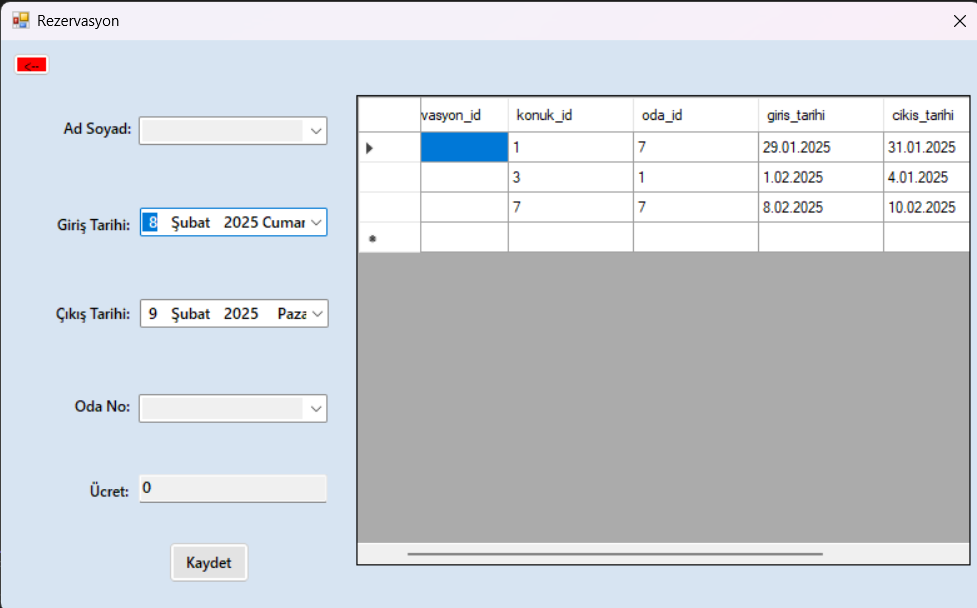 Rezervasyon
<--
Ad Soyad:
Giriş Tarihi:
8 Şubat 2025 Cumar
Çıkış Tarihi:
9 Şubat 2025 Paza
Oda No:
Ücret:
0
Kaydet
vasyon_id konuk_id oda_id giris_tarihi cikis_tarihi
1 7 29.01.2025 31.01.2025
3 1 1.02.2025 4.01.2025
7 7 8.02.2025 10.02.2025